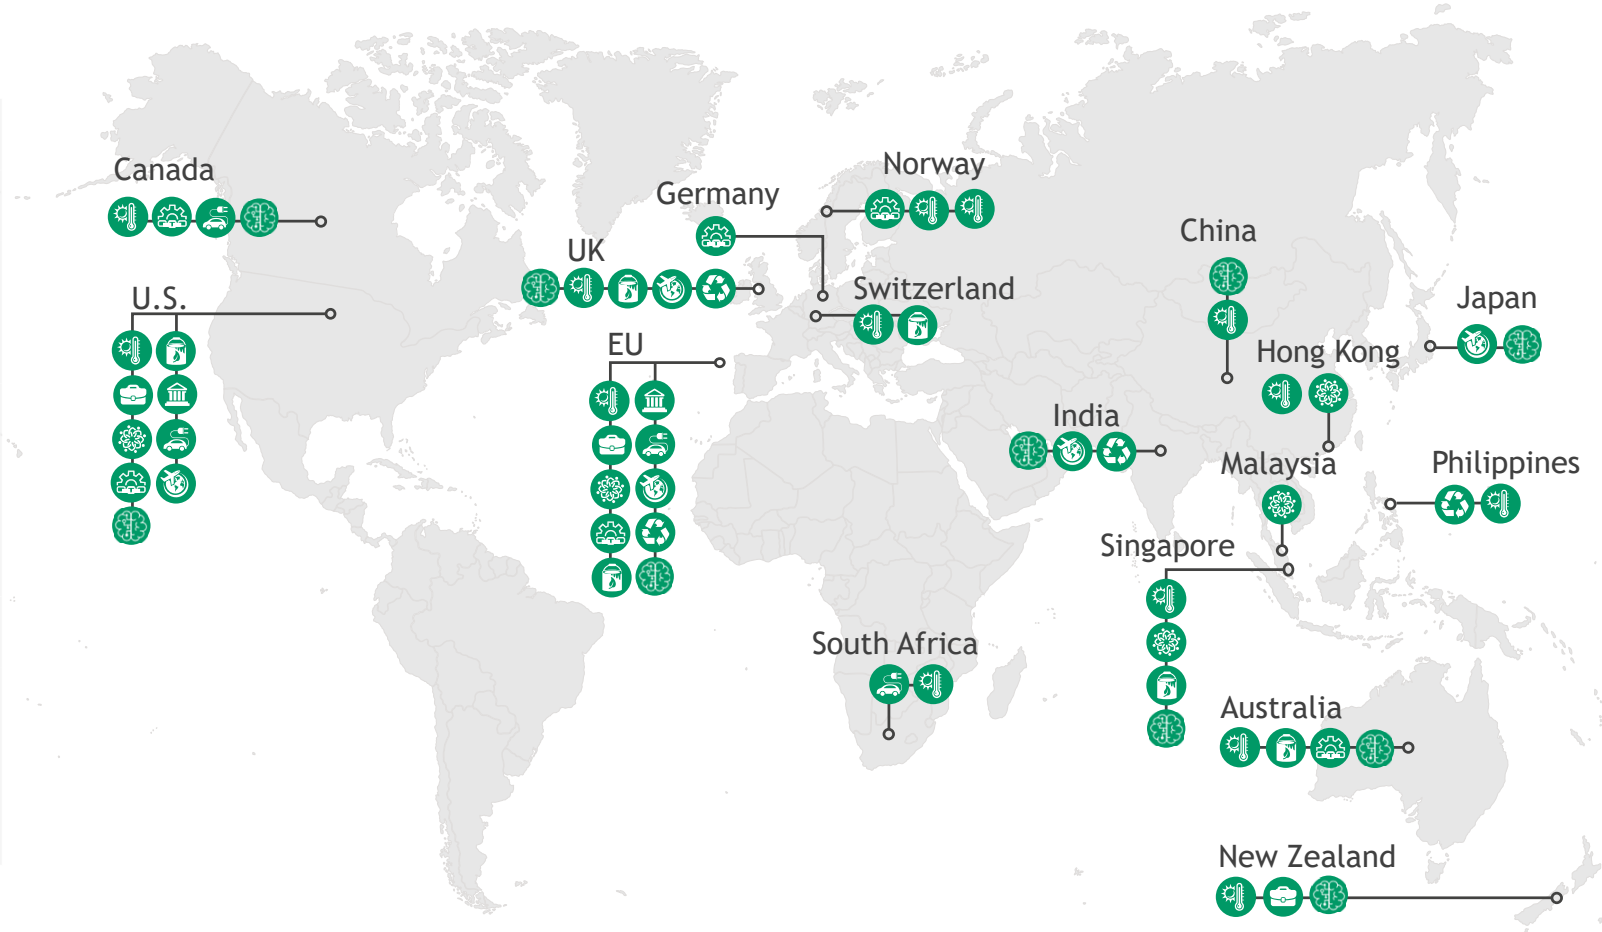 Canada
Norway
Germany
China
UK
Switzerland
U.S.
Japan
EU
Hong Kong
India
Malaysia
Philippines
Singapore
South Africa
Australia
New Zealand